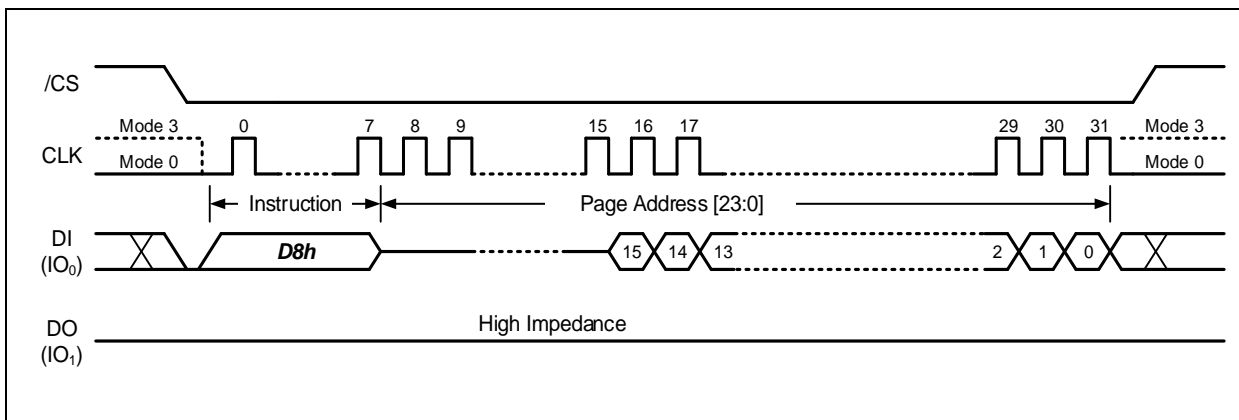 /CS
Mode 3 0 7 8 9 15 16 17 29 30 31 Mode 3
CLK
Mode 0 Mode 0
Instruction Page Address [23:0]
DI
(IO₀)
D8h 15 14 13 2 1 0
High Impedance
DO
(IO₁)